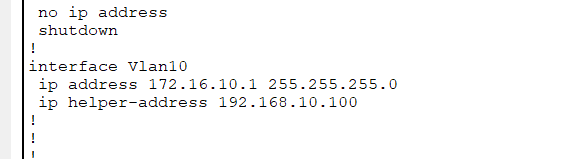 no ip address
shutdown
!
interface Vlan10
ip address 172.16.10.1 255.255.255.0
ip helper-address 192.168.10.100
!
!
!